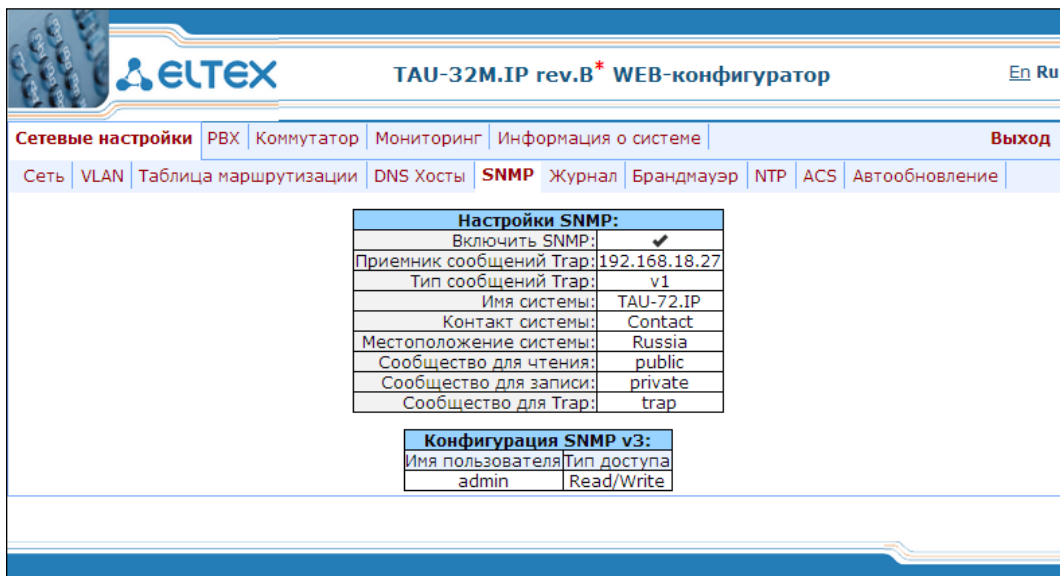 ELTEX
TAU-32M.IP rev.B* WEB-конфигуратор
En Ru
Сетевые настройки PBX Коммутатор Мониторинг Информация о системе Выход
Сеть VLAN Таблица маршрутизации DNS Хосты SNMP Журнал Брандмауэр NTP ACS Автообновление
Настройки SNMP:
Включить SNMP: ✔
Приемник сообщений Trap: 192.168.18.27
Тип сообщений Trap: v1
Имя системы: TAU-72.IP
Контакт системы: Contact
Местоположение системы: Russia
Сообщество для чтения: public
Сообщество для записи: private
Сообщество для Trap: trap
Конфигурация SNMP v3:
Имя пользователя Тип доступа
admin Read/Write